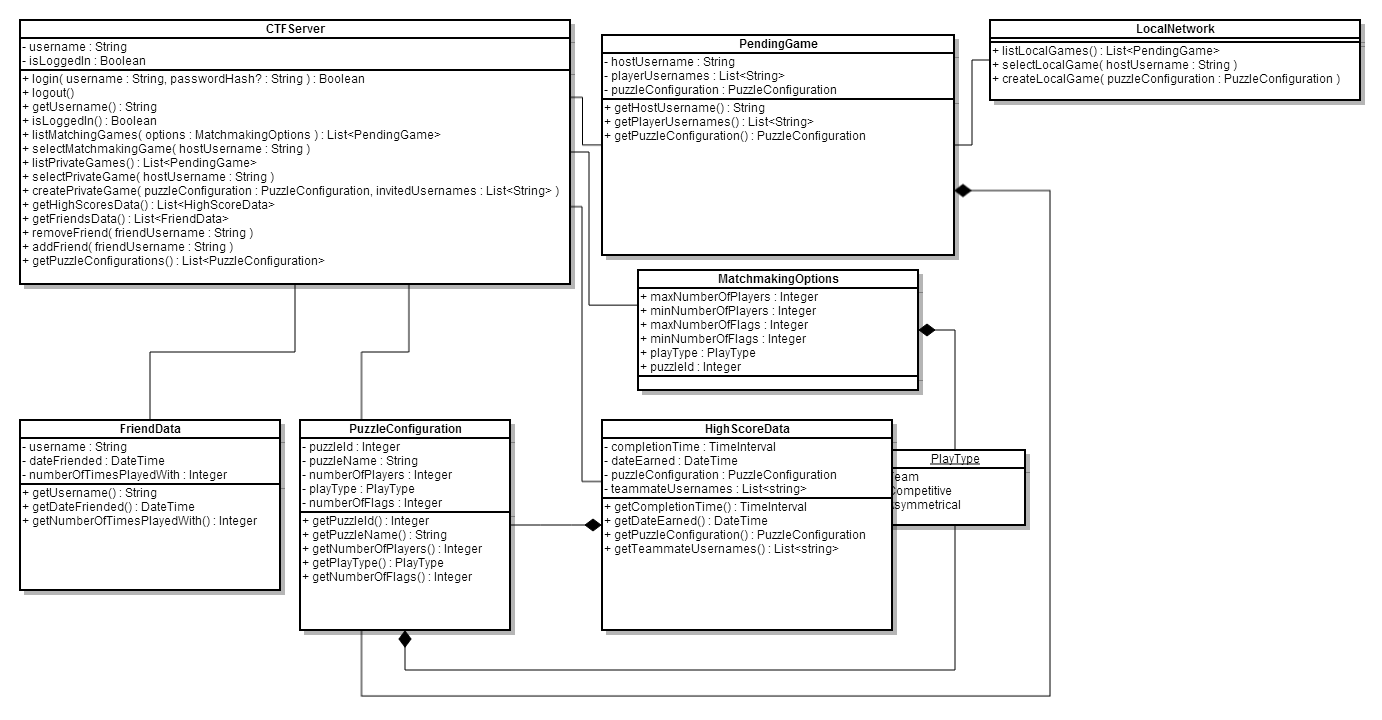 CTFServer
- username : String
- isLoggedIn : Boolean
+ login( username : String, passwordHash? : String ) : Boolean
+ logout()
+ getUsername() : String
+ isLoggedIn() : Boolean
+ listMatchingGames( options : MatchmakingOptions ) : List<PendingGame>
+ selectMatchmakingGame( hostUsername : String )
+ listPrivateGames() : List<PendingGame>
+ selectPrivateGame( hostUsername : String )
+ createPrivateGame( puzzleConfiguration : PuzzleConfiguration, invitedUsernames : List<String> )
+ getHighScoresData() : List<HighScoreData>
+ getFriendsData() : List<FriendData>
+ removeFriend( friendUsername : String )
+ addFriend( friendUsername : String )
+ getPuzzleConfigurations() : List<PuzzleConfiguration>
PendingGame
- hostUsername : String
- playerUsernames : List<String>
- puzzleConfiguration : PuzzleConfiguration
+ getHostUsername() : String
+ getPlayerUsernames() : List<String>
+ getPuzzleConfiguration() : PuzzleConfiguration
LocalNetwork
+ listLocalGames() : List<PendingGame>
+ selectLocalGame( hostUsername : String )
+ createLocalGame( puzzleConfiguration : PuzzleConfiguration )
MatchmakingOptions
+ maxNumberOfPlayers : Integer
+ minNumberOfPlayers : Integer
+ maxNumberOfFlags : Integer
+ minNumberOfFlags : Integer
+ playType : PlayType
+ puzzleId : Integer
FriendData
- username : String
- dateFriended : DateTime
- numberOfTimesPlayedWith : Integer
+ getUsername() : String
+ getDateFriended() : DateTime
+ getNumberOfTimesPlayedWith() : Integer
PuzzleConfiguration
- puzzleId : Integer
- puzzleName : String
- numberOfPlayers : Integer
- playType : PlayType
- numberOfFlags : Integer
+ getPuzzleId() : Integer
+ getPuzzleName() : String
+ getNumberOfPlayers() : Integer
+ getPlayType() : PlayType
+ getNumberOfFlags() : Integer
HighScoreData
- completionTime : TimeInterval
- dateEarned : DateTime
- puzzleConfiguration : PuzzleConfiguration
- teammateUsernames : List<string>
+ getCompletionTime() : TimeInterval
+ getDateEarned() : DateTime
+ getPuzzleConfiguration() : PuzzleConfiguration
+ getTeammateUsernames() : List<string>
PlayType
eam
ompetitive
symmetrical